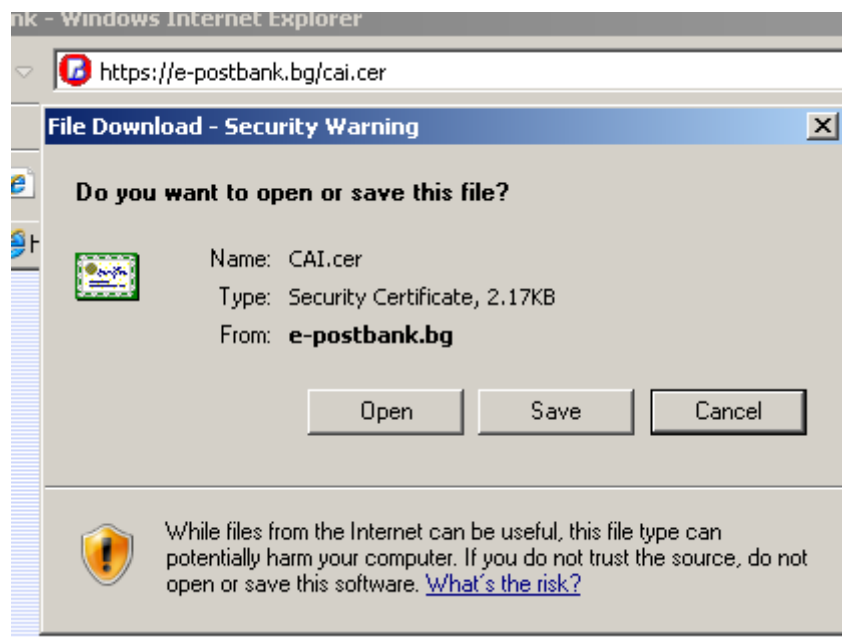 nk - Windows Internet Explorer
https://e-postbank.bg/cai.cer
File Download - Security Warning
Do you want to open or save this file?
Name: CAI.cer
Type: Security Certificate, 2.17KB
From: e-postbank.bg
Open Save Cancel
While files from the Internet can be useful, this file type can
potentially harm your computer. If you do not trust the source, do not
open or save this software. What´s the risk?